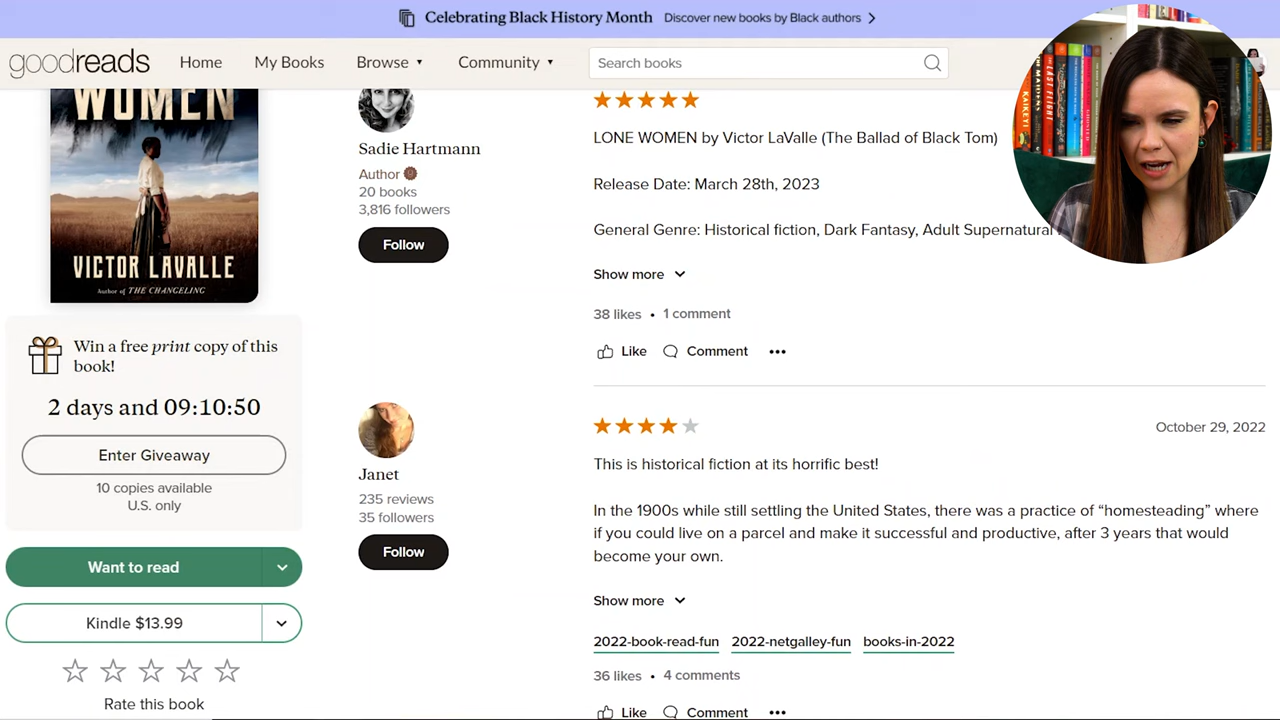 Celebrating Black History Month Discover new books by Black authors
goodreads Home My Books Browse Community Search books
WOMEN
VICTOR LAVALLE
Author of THE CHANGELING
Win a free print copy of this
book!
2 days and 09:10:50
Enter Giveaway
10 copies available
U.S. only
Want to read
Kindle $13.99
Rate this book
Sadie Hartmann
Author
20 books
3,816 followers
Follow
LONE WOMEN by Victor LaValle (The Ballad of Black Tom)
Release Date: March 28th, 2023
General Genre: Historical fiction, Dark Fantasy, Adult Supernatural
Show more
38 likes • 1 comment
Like Comment •••
Janet
235 reviews
35 followers
Follow
October 29, 2022
This is historical fiction at its horrific best!
In the 1900s while still settling the United States, there was a practice of “homesteading” where
if you could live on a parcel and make it successful and productive, after 3 years that would
become your own.
Show more
2022-book-read-fun 2022-netgalley-fun books-in-2022
36 likes • 4 comments
Like Comment •••
KAIKEYI
THE MAIDENS
THE LAST FLIGHT